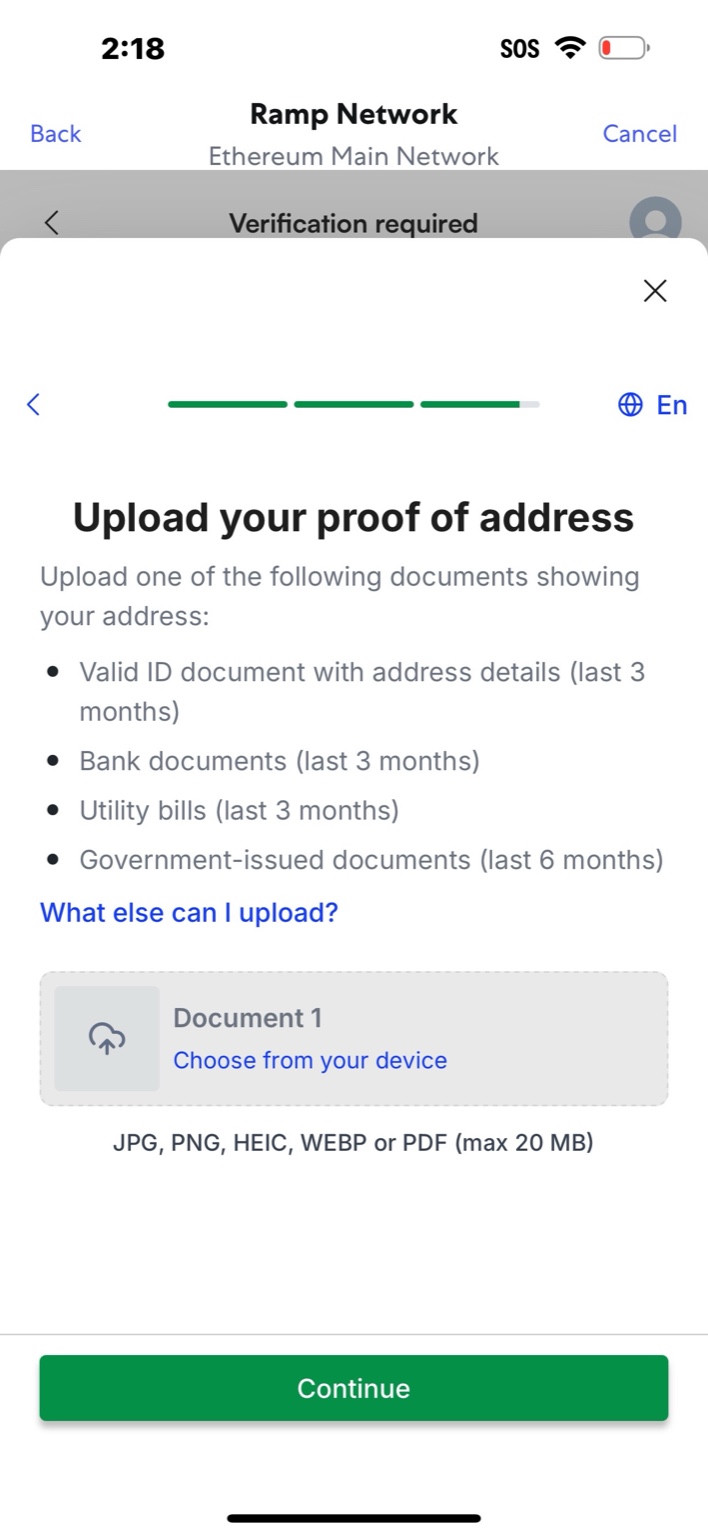 2:18
SOS
Back
Ramp Network
Ethereum Main Network
Cancel
Verification required
En
Upload your proof of address
Upload one of the following documents showing
your address:
Valid ID document with address details (last 3
months)
Bank documents (last 3 months)
Utility bills (last 3 months)
Government-issued documents (last 6 months)
What else can I upload?
Document 1
Choose from your device
JPG, PNG, HEIC, WEBP or PDF (max 20 MB)
Continue